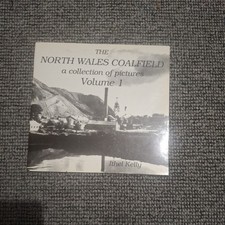 THE
NORTH WALES COALFIELD
a collection of pictures
Volume 1
Ithel Kelly